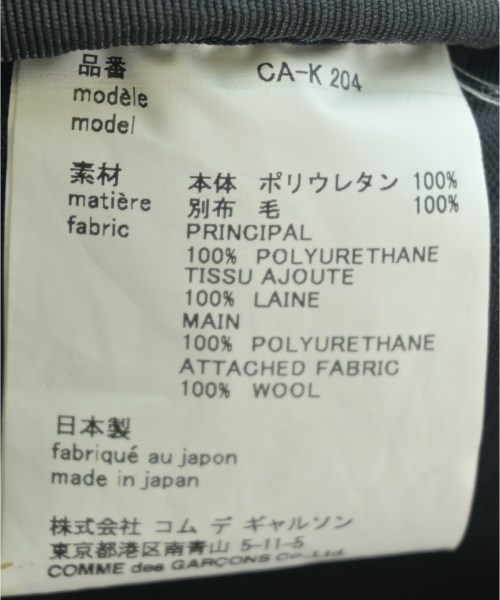 品番 CA-K 204
modèle
model
素材 本体 ポリウレタン 100%
matière 別布 毛 100%
fabric PRINCIPAL
100% POLYURETHANE
TISSU AJOUTE
100% LAINE
MAIN
100% POLYURETHANE
ATTACHED FABRIC
100% WOOL
日本製
fabriqué au japon
made in japan
株式会社 コム デ ギャルソン
東京都港区南青山 5-11-5
COMME des GARCONS Co-Ltd.